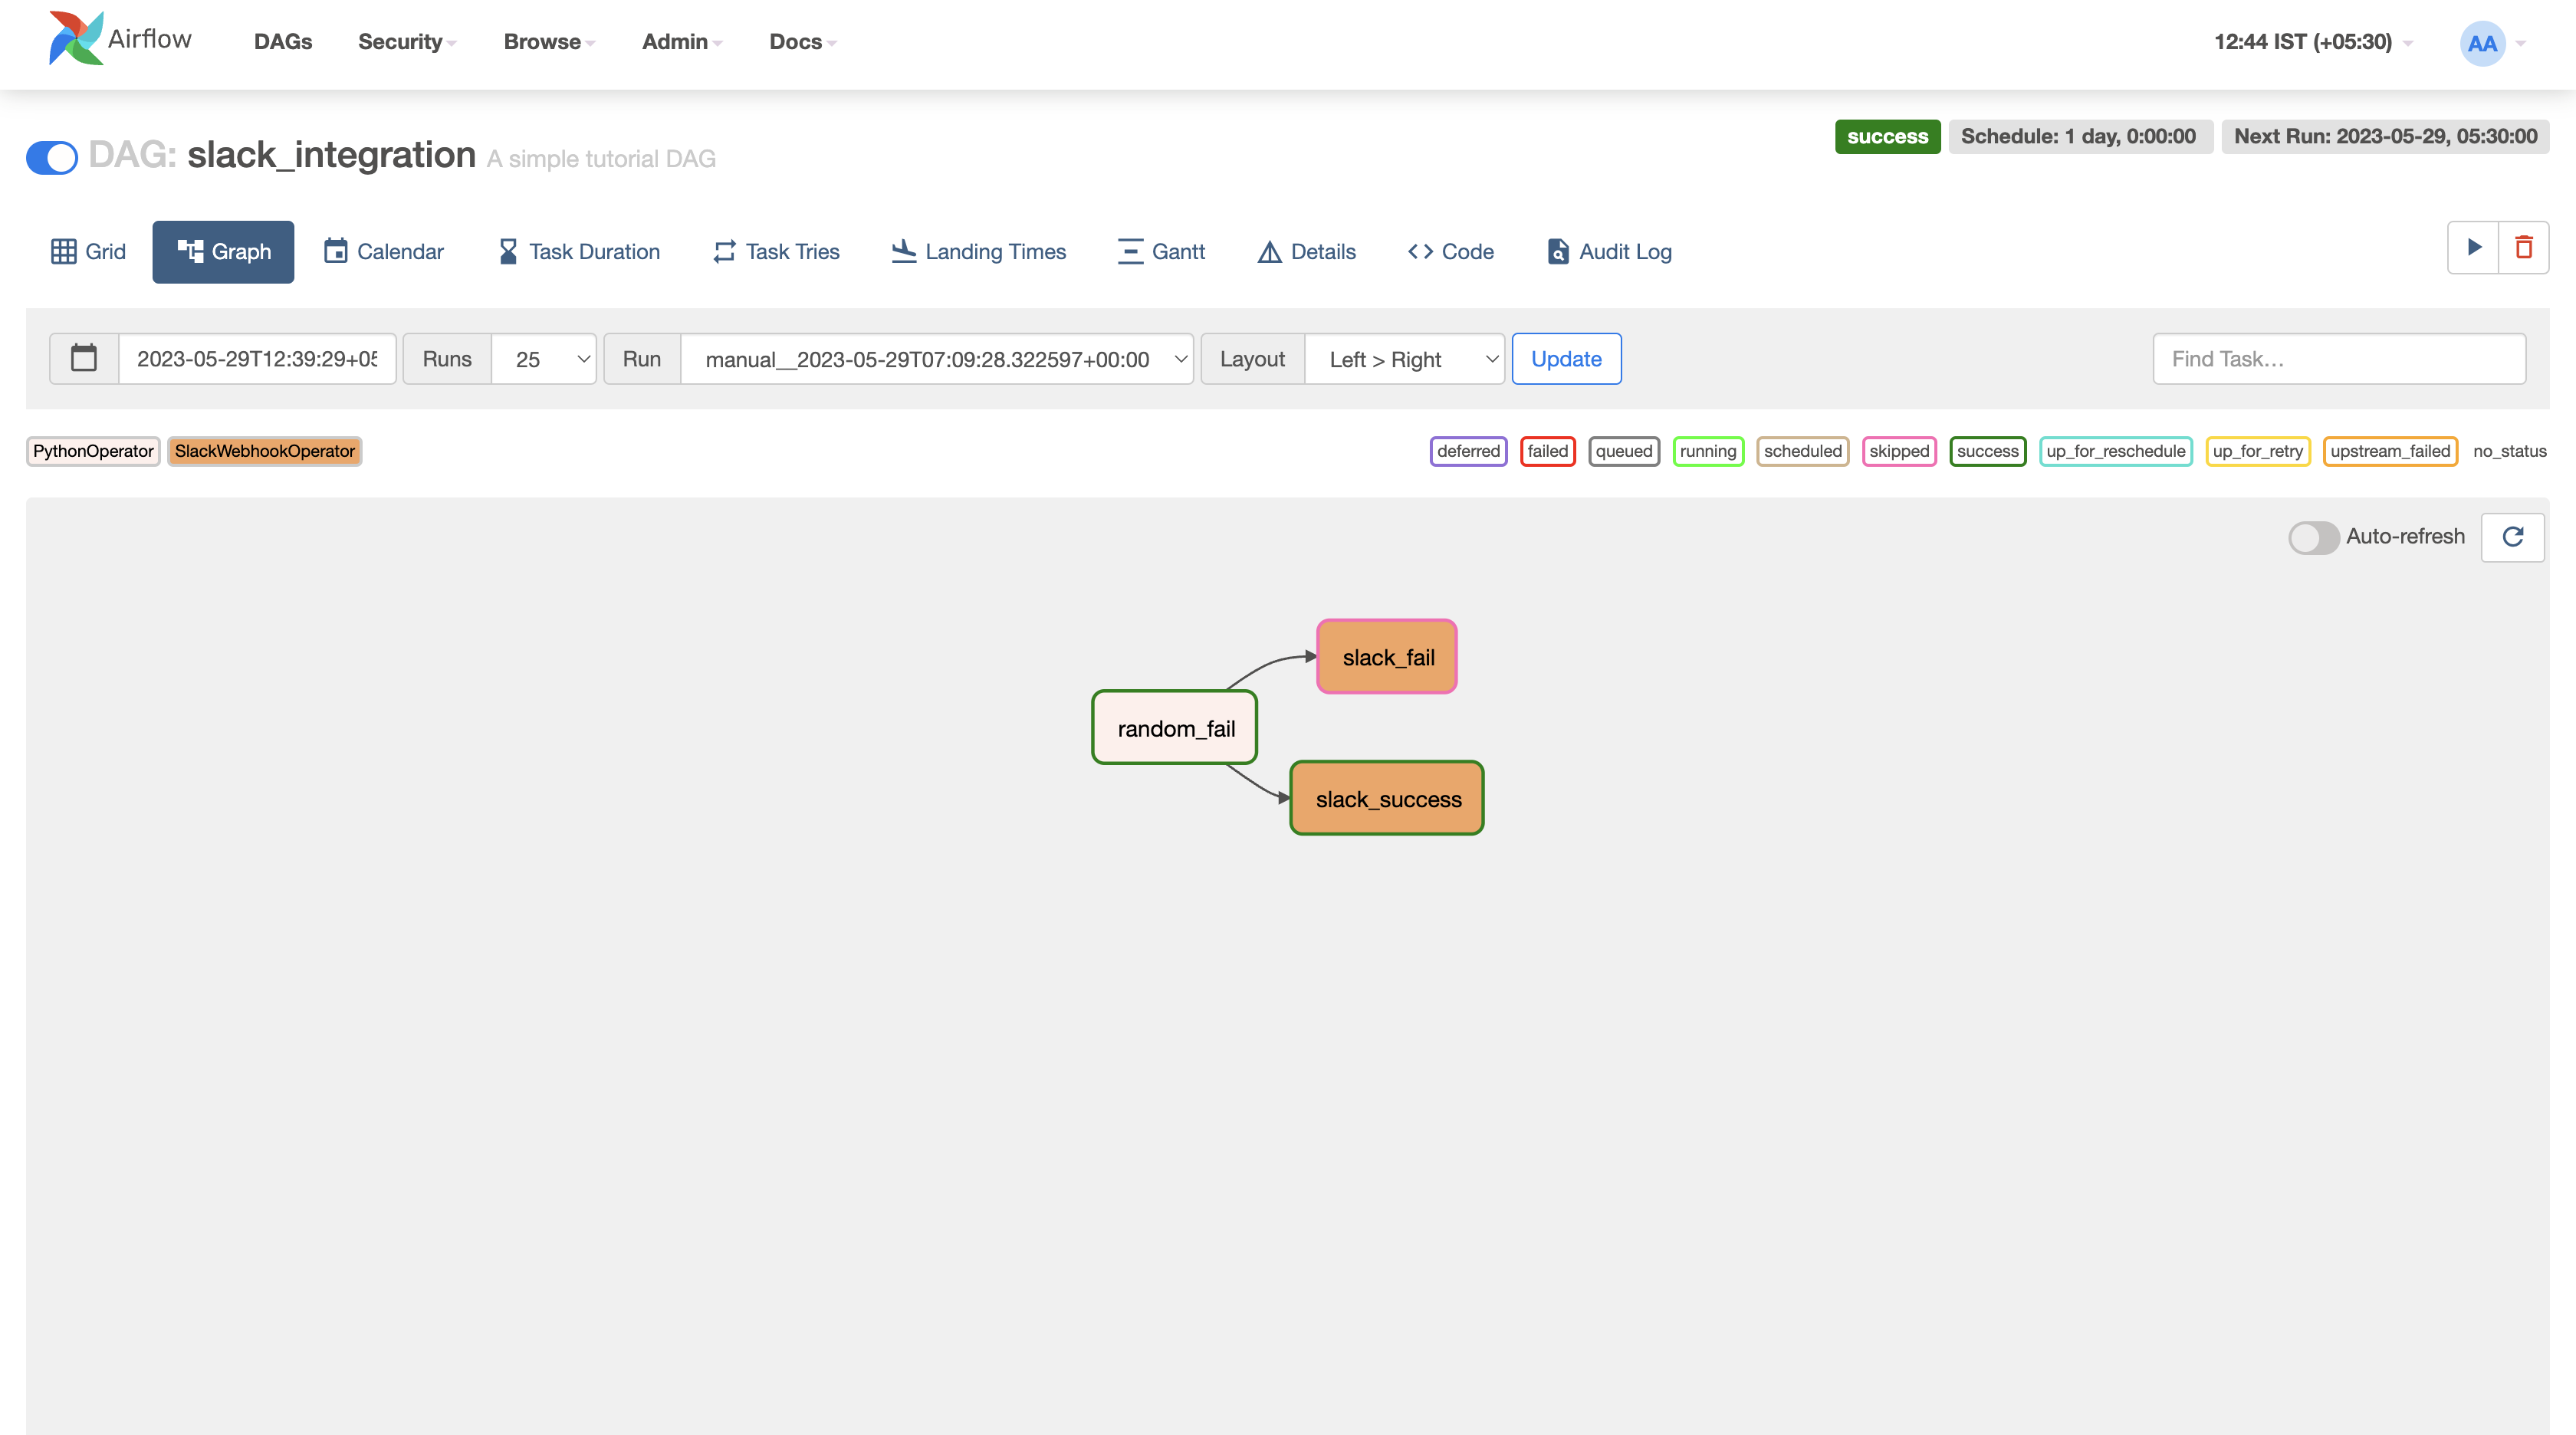 Airflow DAGs Security Browse Admin Docs 12:44 IST (+05:30) AA
success Schedule: 1 day, 0:00:00 Next Run: 2023-05-29, 05:30:00
DAG: slack_integration A simple tutorial DAG
Grid Graph Calendar Task Duration Task Tries Landing Times Gantt Details Code Audit Log
2023-05-29T12:39:29+05 Runs 25 Run manual__2023-05-29T07:09:28.322597+00:00 Layout Left > Right Update Find Task…
PythonOperator SlackWebhookOperator deferred failed queued running scheduled skipped success up_for_reschedule up_for_retry upstream_failed no_status
Auto-refresh
slack_fail
random_fail
slack_success